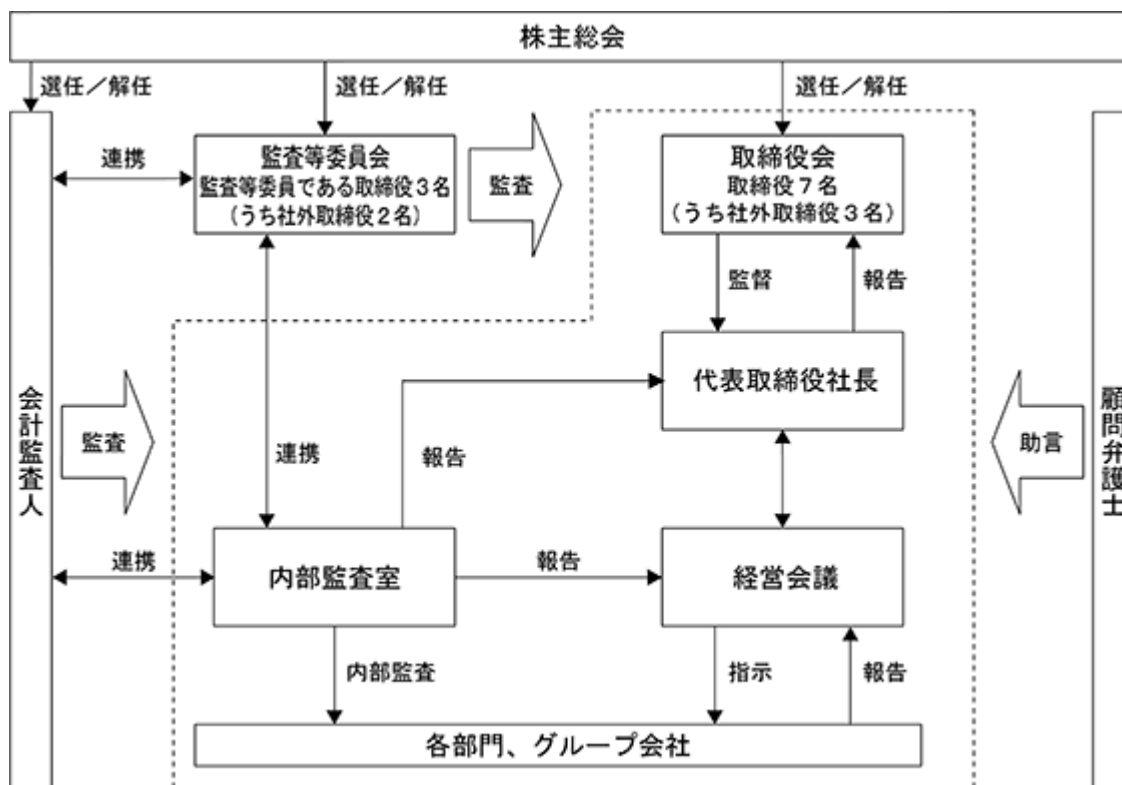 株主総会
選任／解任
選任／解任
選任／解任
連携
監査等委員会
監査等委員である取締役３名
（うち社外取締役２名）
監査
取締役会
取締役７名
（うち社外取締役３名）
監督
報告
代表取締役社長
会計監査人
監査
連携
報告
助言
顧問弁護士
連携
内部監査室
報告
経営会議
内部監査
指示
報告
各部門、グループ会社